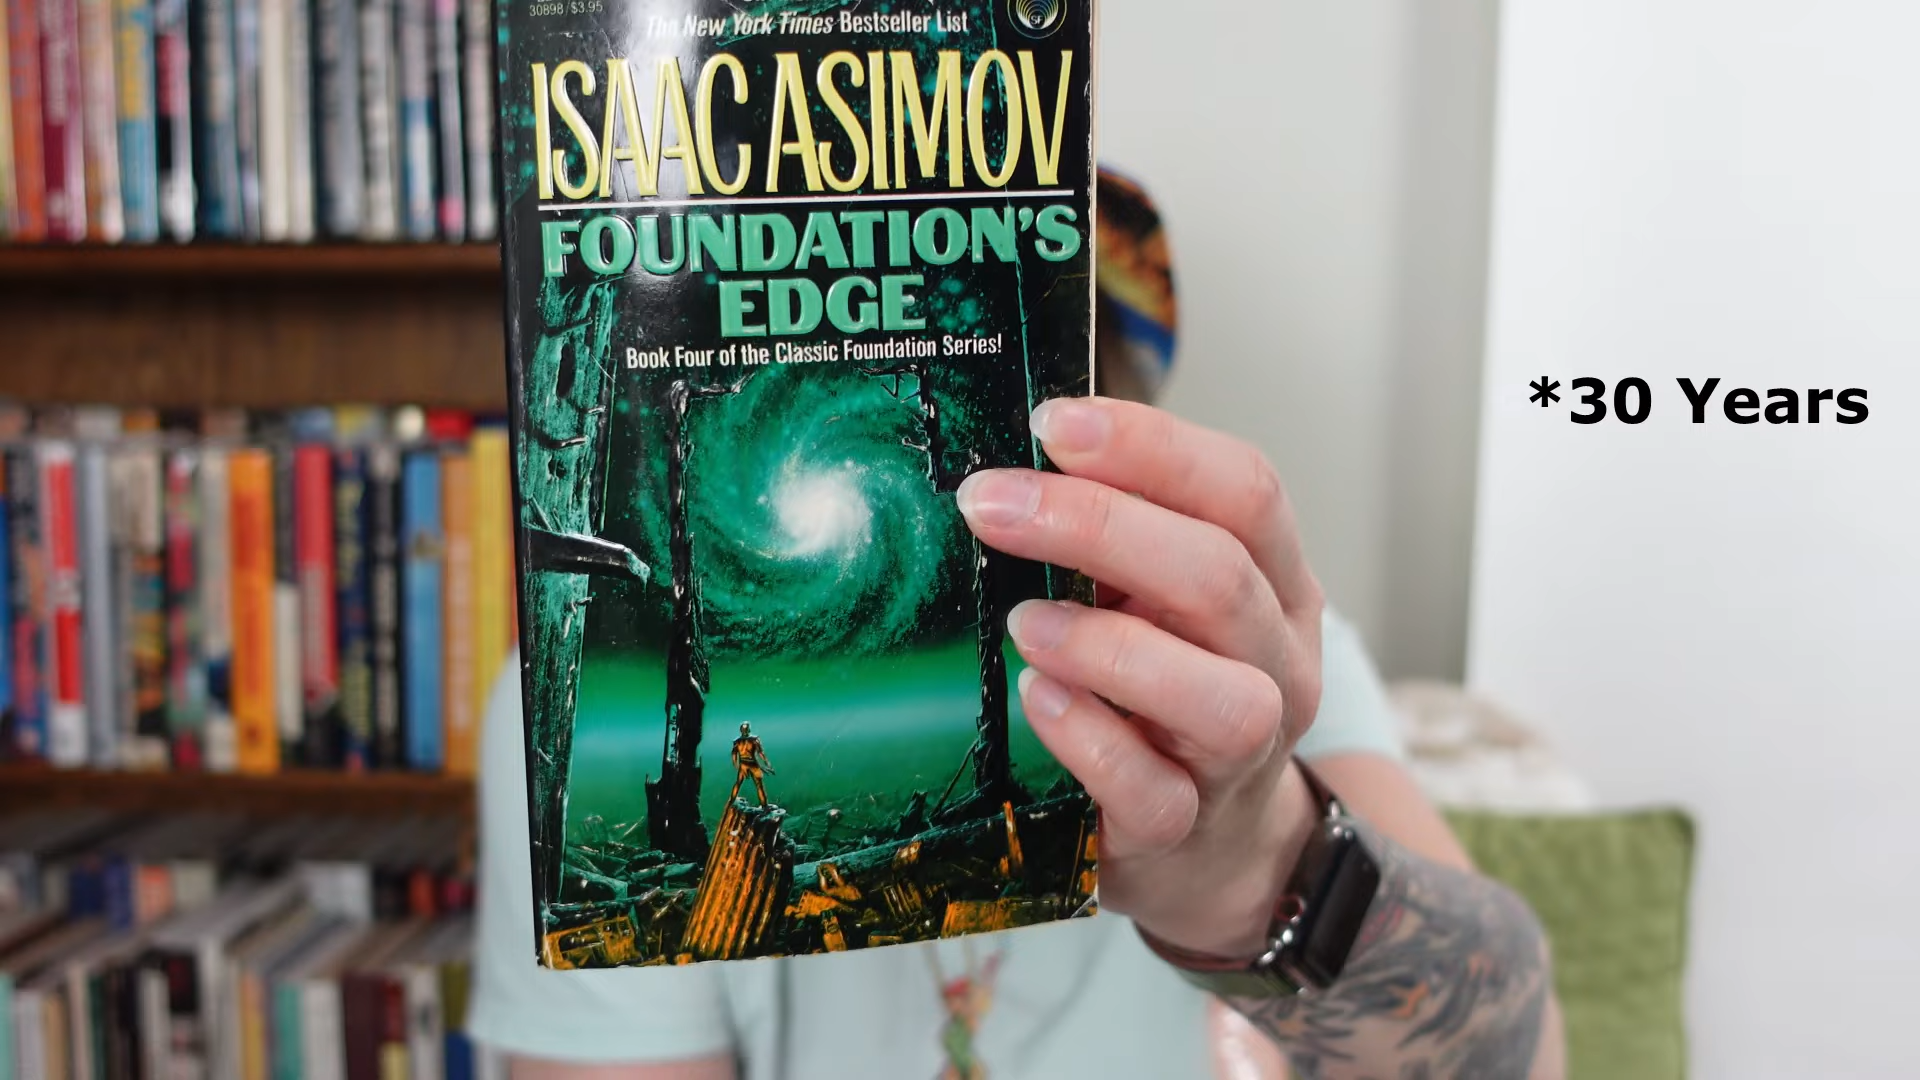 30898/$3.95
The New York Times Bestseller List
SF
ISAAC ASIMOV
FOUNDATION'S
EDGE
Book Four of the Classic Foundation Series!
*30 Years